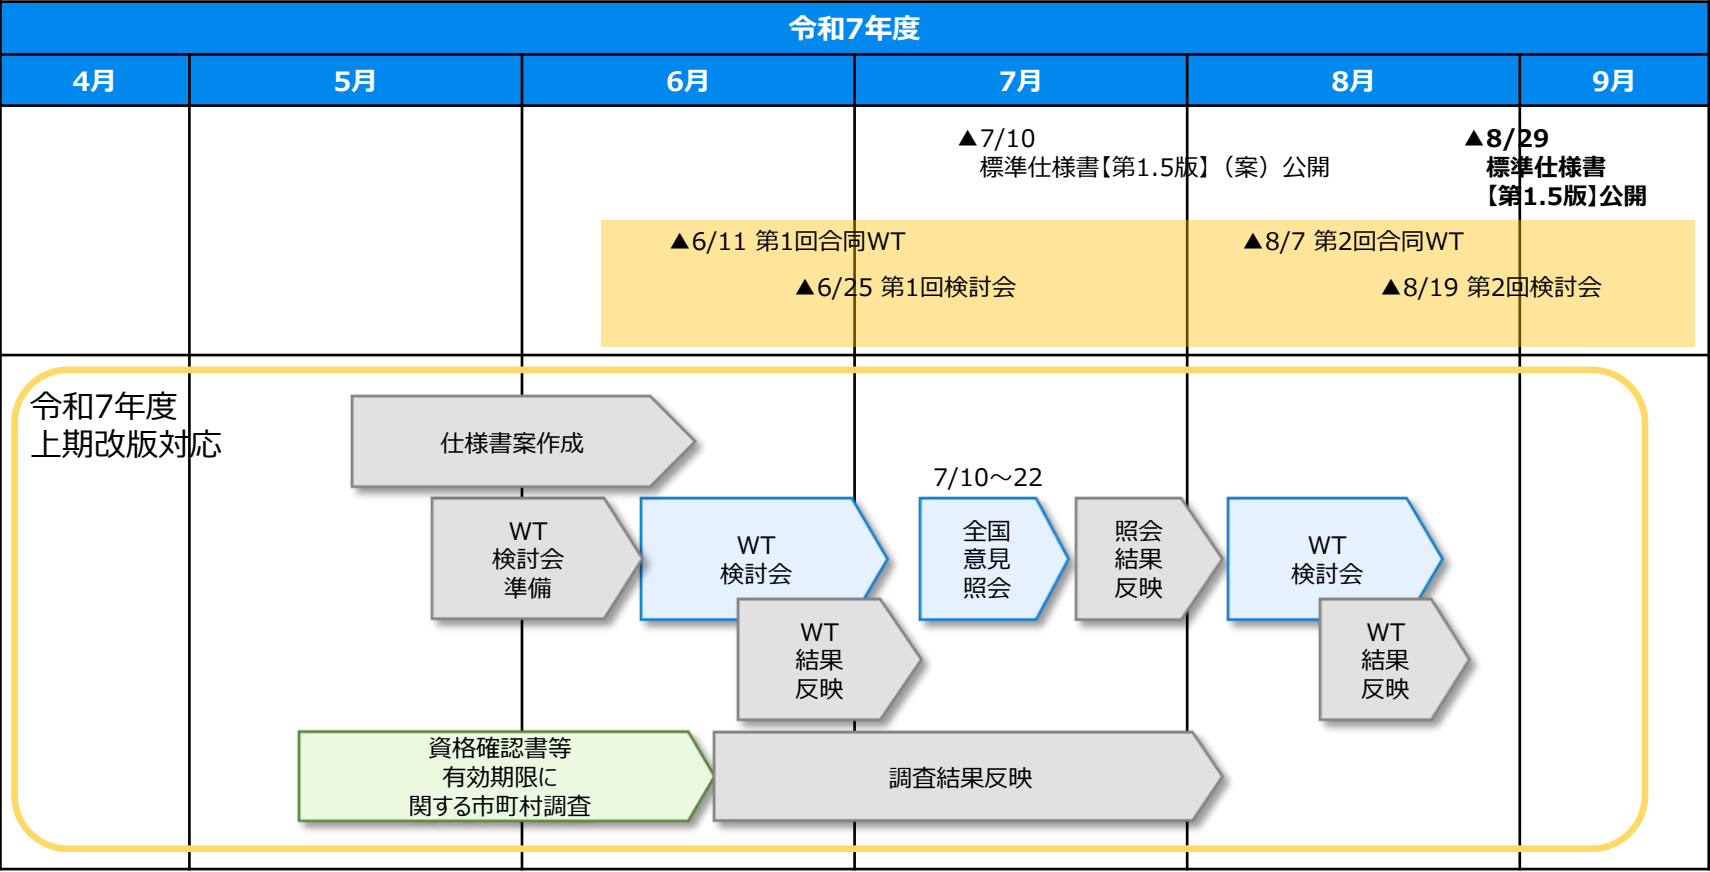 令和7年度
4月
5月
6月
7月
8月
9月
▲7/10
標準仕様書【第1.5版】（案）公開
▲8/29
標準仕様書
【第1.5版】公開
▲6/11 第1回合同WT
▲8/7 第2回合同WT
▲6/25 第1回検討会
▲8/19 第2回検討会
令和7年度
上期改版対応
仕様書案作成
WT
検討会
準備
WT
検討会
7/10～22
全国
意見
照会
照会
結果
反映
WT
検討会
WT
結果
反映
WT
結果
反映
資格確認書等
有効期限に
関する市町村調査
調査結果反映